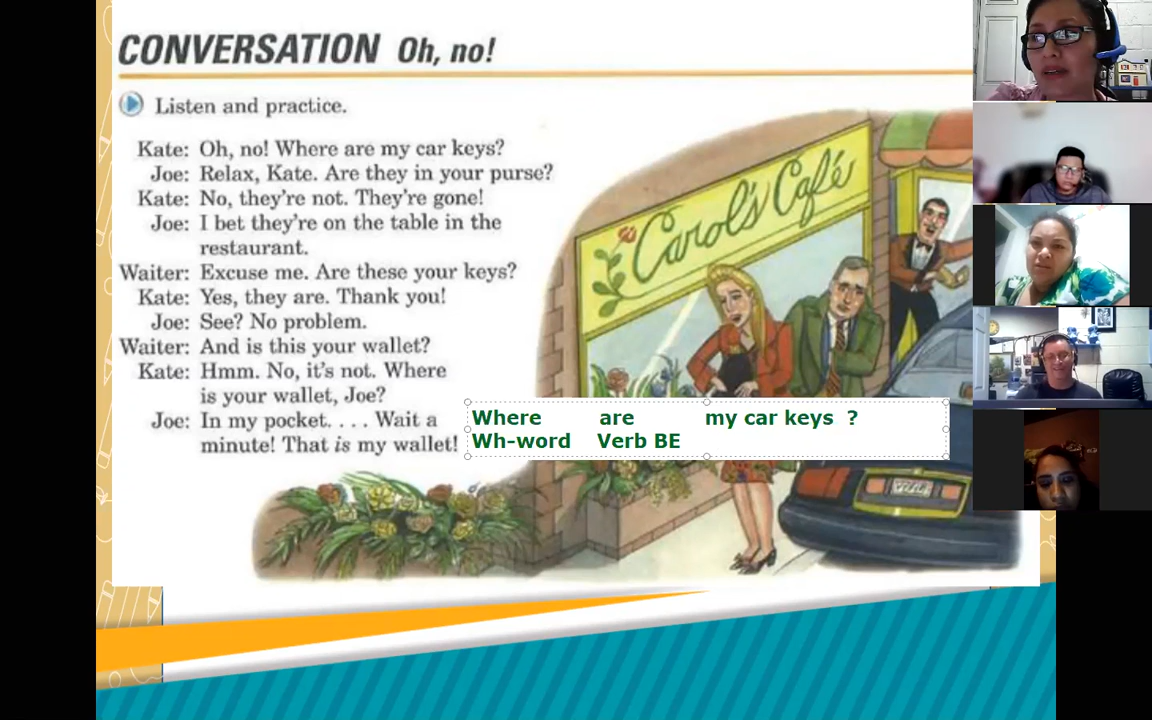 CONVERSATION Oh, no!
Listen and practice.
Kate: Oh, no! Where are my car keys?
Joe: Relax, Kate. Are they in your purse?
Kate: No, they're not. They're gone!
Joe: I bet they're on the table in the
restaurant.
Waiter: Excuse me. Are these your keys?
Kate: Yes, they are. Thank you!
Joe: See? No problem.
Waiter: And is this your wallet?
Kate: Hmm. No, it's not. Where
is your wallet, Joe?
Joe: In my pocket. . . . Wait a
minute! That is my wallet!
Carol's Café
Where are my car keys ?
Wh-word Verb BE